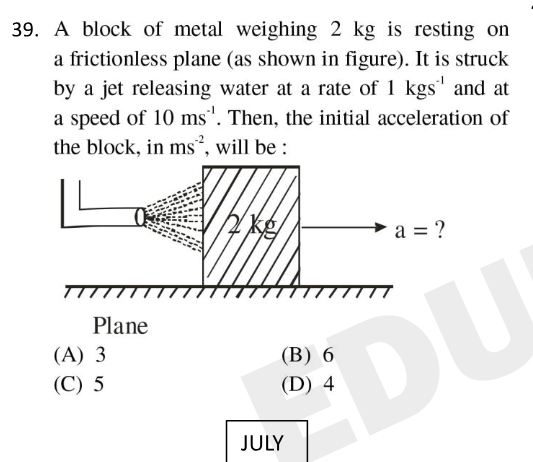 39. A block of metal weighing 2 kg is resting on
a frictionless plane (as shown in figure). It is struck
by a jet releasing water at a rate of 1 kgs⁻¹ and at
a speed of 10 ms⁻¹. Then, the initial acceleration of
the block, in ms⁻², will be :
2 kg
a = ?
Plane
(A) 3 (B) 6
(C) 5 (D) 4
EDU
JULY